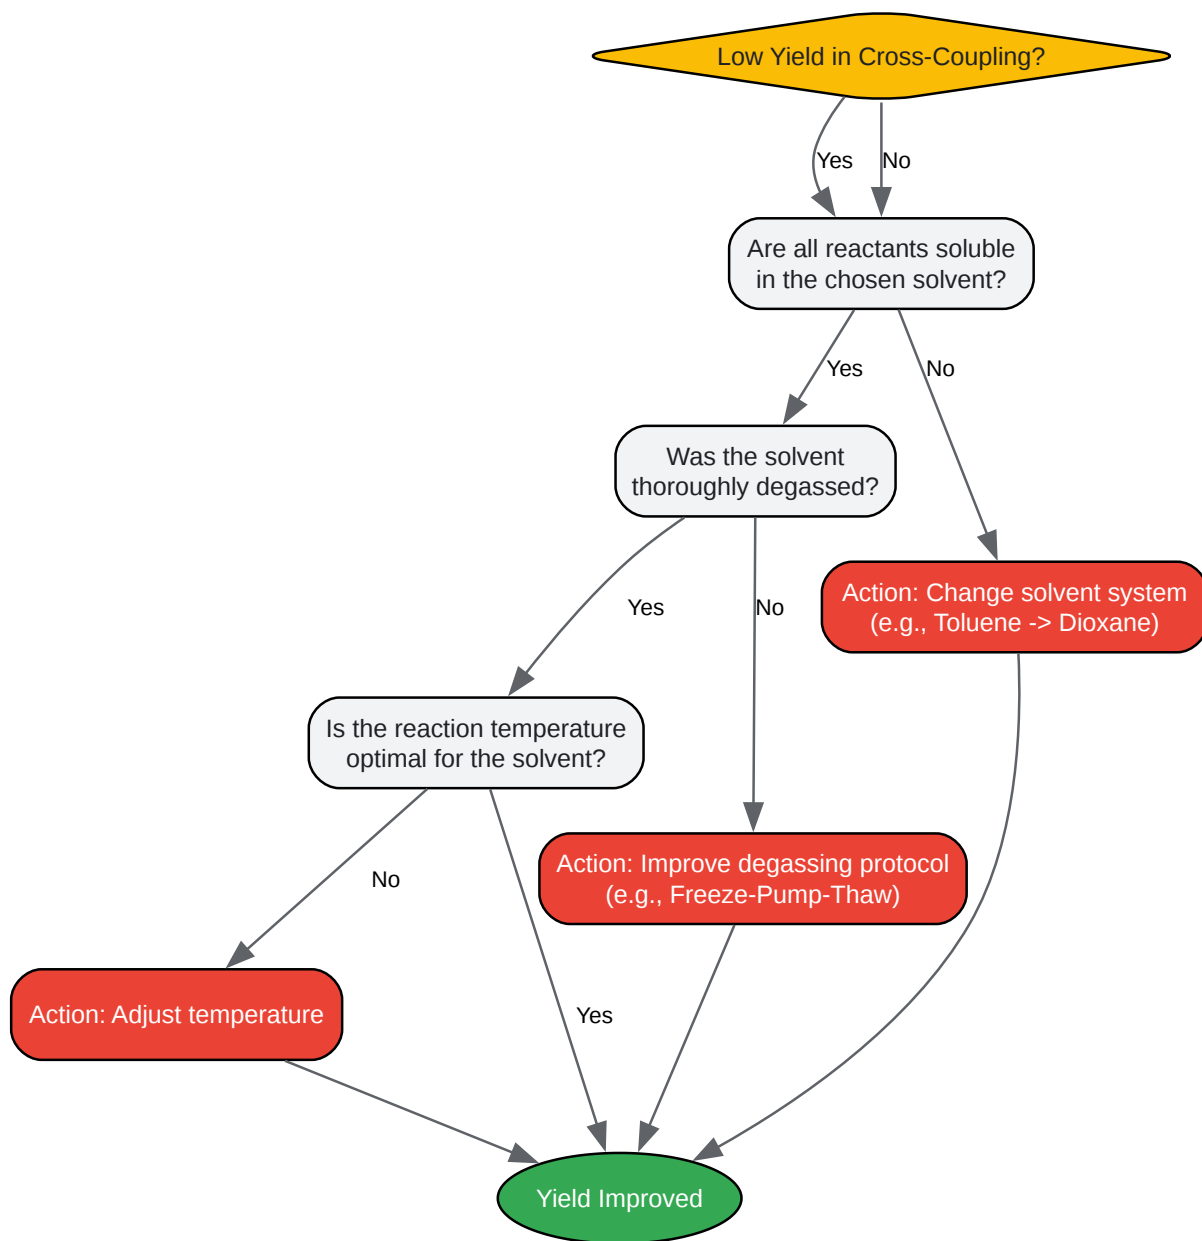 Low Yield in Cross-Coupling?
Yes
No
Are all reactants soluble
in the chosen solvent?
Yes
No
Was the solvent
thoroughly degassed?
Action: Change solvent system
(e.g., Toluene -> Dioxane)
Yes
No
Is the reaction temperature
optimal for the solvent?
Action: Improve degassing protocol
(e.g., Freeze-Pump-Thaw)
No
Action: Adjust temperature
Yes
Yield Improved